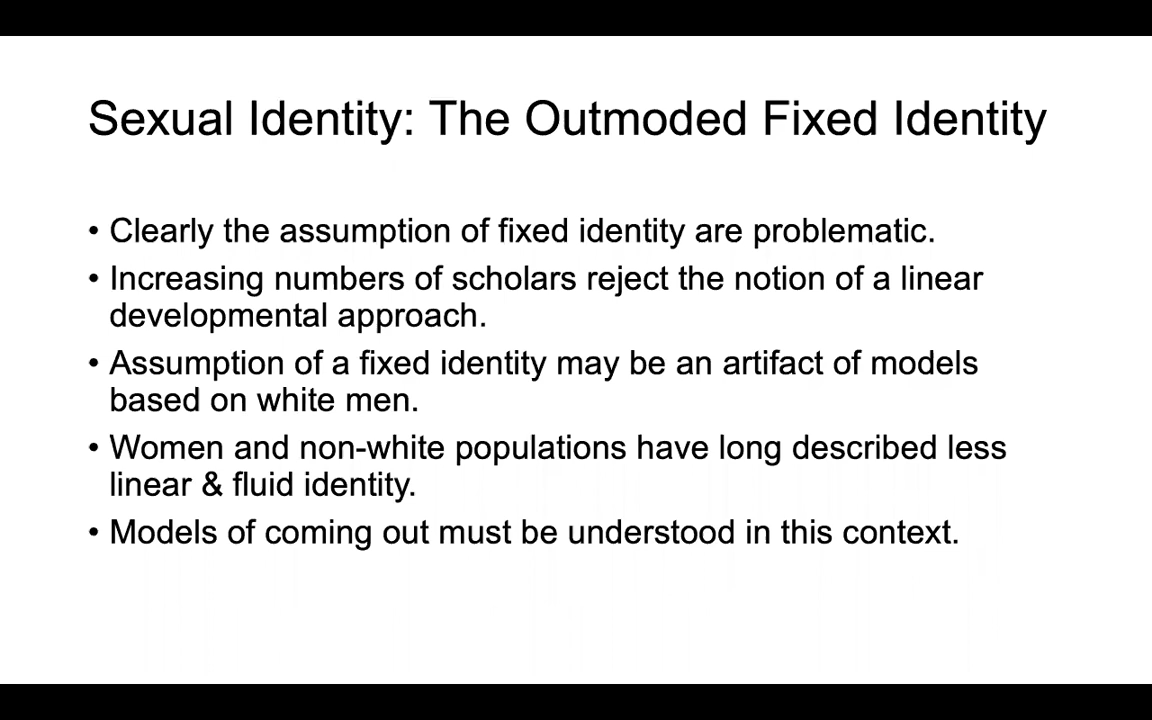 Sexual Identity: The Outmoded Fixed Identity
• Clearly the assumption of fixed identity are problematic.
• Increasing numbers of scholars reject the notion of a linear
developmental approach.
• Assumption of a fixed identity may be an artifact of models
based on white men.
• Women and non-white populations have long described less
linear & fluid identity.
• Models of coming out must be understood in this context.